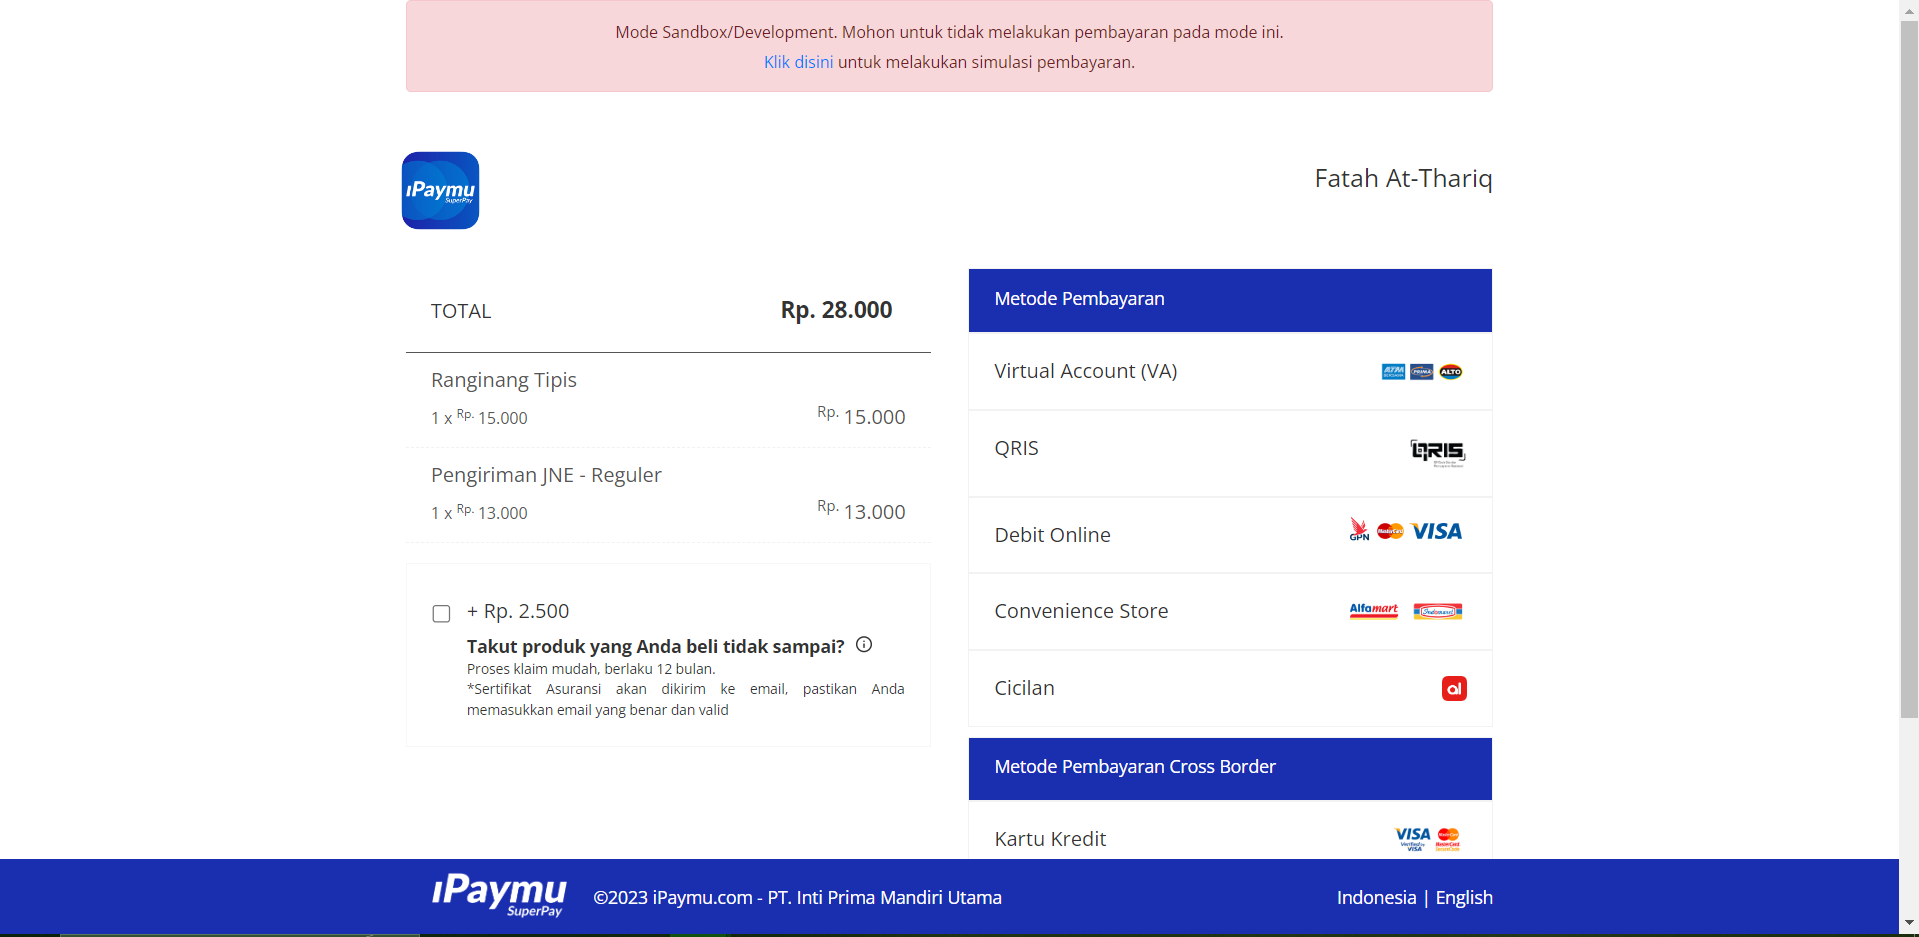 Mode Sandbox/Development. Mohon untuk tidak melakukan pembayaran pada mode ini.
Klik disini untuk melakukan simulasi pembayaran.
iPaymu
SuperPay
Fatah At-Thariq
TOTAL Rp. 28.000
Ranginang Tipis
1 x Rp. 15.000 Rp. 15.000
Pengiriman JNE - Reguler
1 x Rp. 13.000 Rp. 13.000
+ Rp. 2.500
Takut produk yang Anda beli tidak sampai?
Proses klaim mudah, berlaku 12 bulan.
*Sertifikat Asuransi akan dikirim ke email, pastikan Anda
memasukkan email yang benar dan valid
Metode Pembayaran
Virtual Account (VA) ATM BERSAMA PRIMA ALTO
QRIS QRIS
Debit Online GPN MasterCard VISA
Convenience Store Alfamart Indomaret
Cicilan al
Metode Pembayaran Cross Border
Kartu Kredit VISA Verified by VISA MasterCard
iPaymu
SuperPay
©2023 iPaymu.com - PT. Inti Prima Mandiri Utama
Indonesia | English